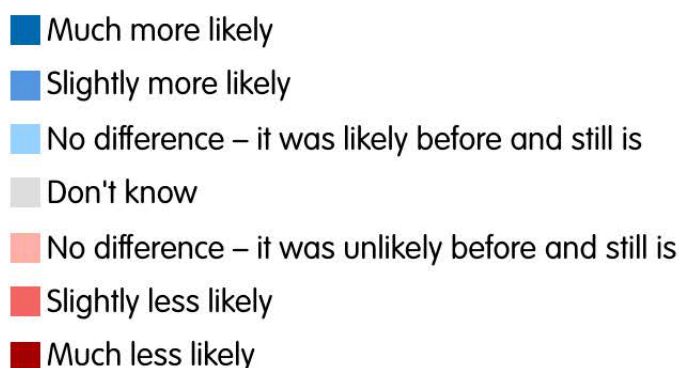 Much more likely
Slightly more likely
No difference – it was likely before and still is
Don't know
No difference – it was unlikely before and still is
Slightly less likely
Much less likely